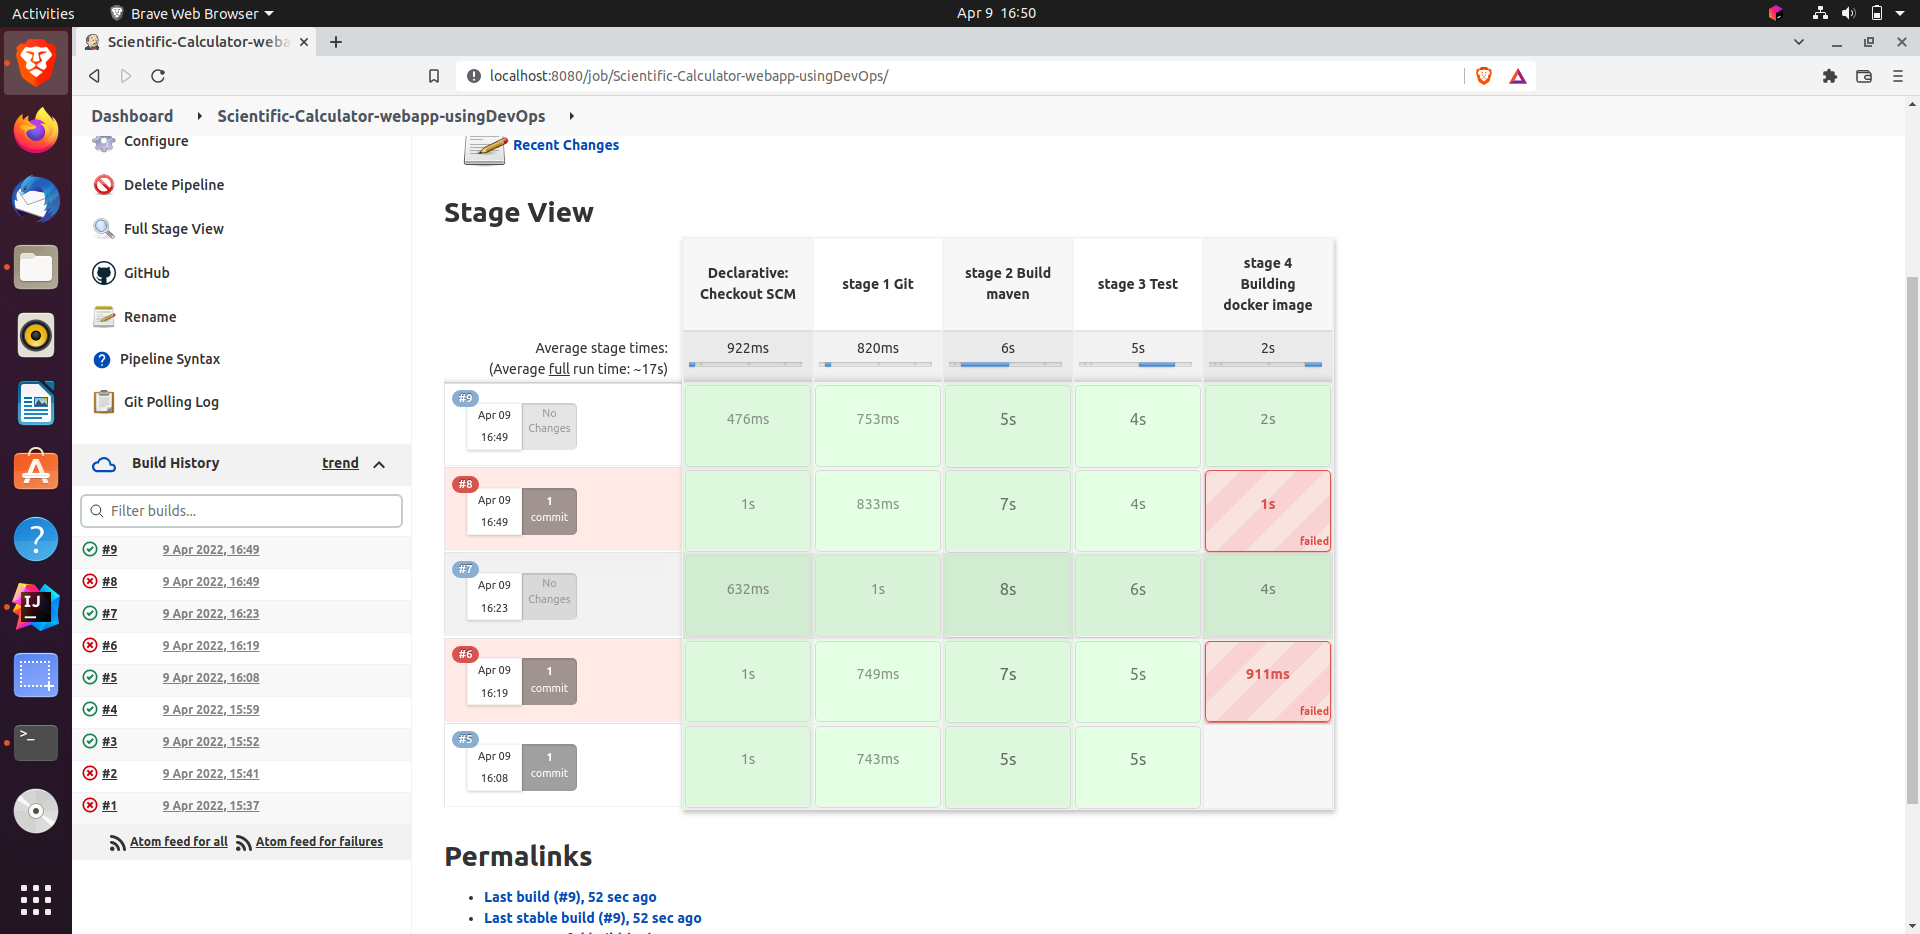 Activities
Brave Web Browser
Apr 9 16:50
Scientific-Calculator-weba
localhost:8080/job/Scientific-Calculator-webapp-usingDevOps/
Dashboard
Scientific-Calculator-webapp-usingDevOps
Configure
Delete Pipeline
Full Stage View
GitHub
Rename
Pipeline Syntax
Git Polling Log
Build History
trend
Filter builds...
#9 9 Apr 2022, 16:49
#8 9 Apr 2022, 16:49
#7 9 Apr 2022, 16:23
#6 9 Apr 2022, 16:19
#5 9 Apr 2022, 16:08
#4 9 Apr 2022, 15:59
#3 9 Apr 2022, 15:52
#2 9 Apr 2022, 15:41
#1 9 Apr 2022, 15:37
Atom feed for all Atom feed for failures
Recent Changes
Stage View
Declarative:
Checkout SCM
stage 1 Git
stage 2 Build
maven
stage 3 Test
stage 4
Building
docker image
Average stage times:
(Average full run time: ~17s)
922ms
820ms
6s
5s
2s
#9
Apr 09
16:49
No
Changes
476ms
753ms
5s
4s
2s
#8
Apr 09
16:49
1
commit
1s
833ms
7s
4s
1s
failed
#7
Apr 09
16:23
No
Changes
632ms
1s
8s
6s
4s
#6
Apr 09
16:19
1
commit
1s
749ms
7s
5s
911ms
failed
#5
Apr 09
16:08
1
commit
1s
743ms
5s
5s
Permalinks
Last build (#9), 52 sec ago
Last stable build (#9), 52 sec ago